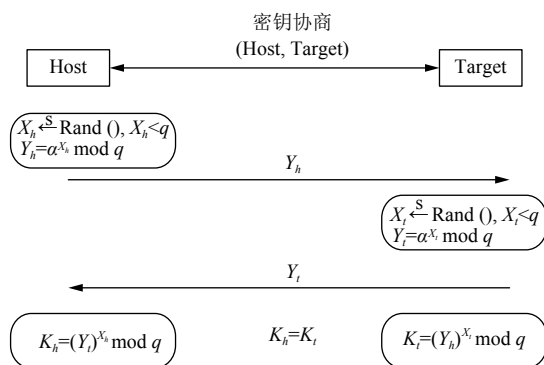 密钥协商
(Host, Target)
Host
Target
X_h ←S Rand (), X_h<q
Y_h=α^{X_h} mod q
Y_h
X_t ←S Rand (), X_t<q
Y_t=α^{X_t} mod q
Y_t
K_h=(Y_t)^{X_h} mod q
K_h=K_t
K_t=(Y_h)^{X_t} mod q